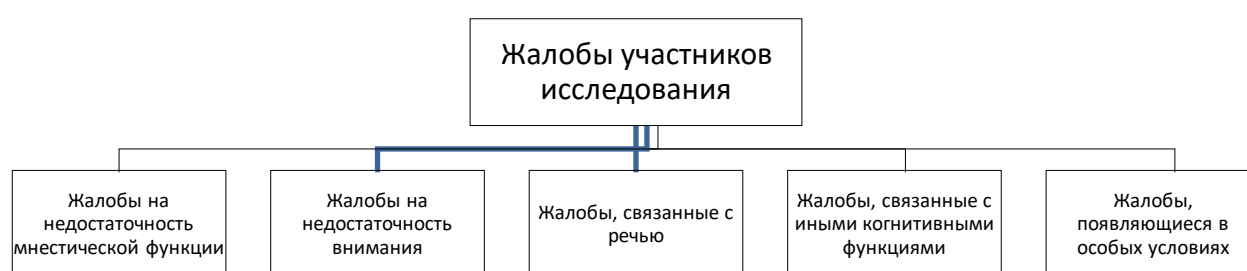 Жалобы участников
исследования
Жалобы на
недостаточность
мнестической функции
Жалобы на
недостаточность
внимания
Жалобы, связанные с
речью
Жалобы, связанные с
иными когнитивными
функциями
Жалобы,
появляющиеся в
особых условиях